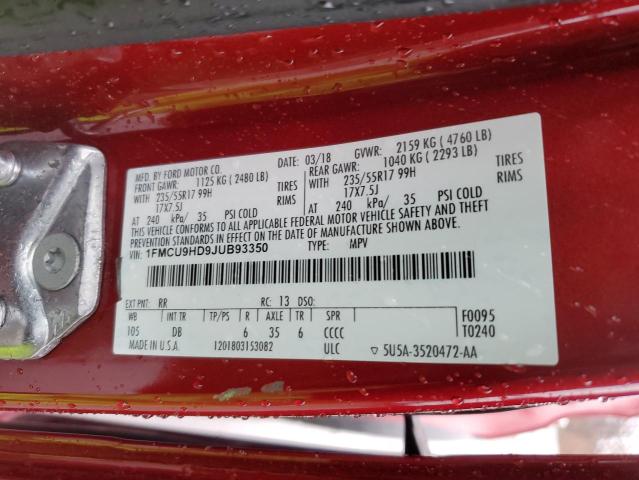 MFD. BY FORD MOTOR CO. 03/18 GVWR: 2159 KG (4760 LB)
FRONT GAWR: 1125 KG (2480 LB) REAR GAWR: 1040 KG (2293 LB)
WITH 235/55R17 99H TIRES WITH 235/55R17 99H TIRES
17X7.5J RIMS 17X7.5J RIMS
AT 240 kPa/ 35 PSI COLD AT 240 kPa/ 35 PSI COLD
THIS VEHICLE CONFORMS TO ALL APPLICABLE FEDERAL MOTOR VEHICLE SAFETY AND THEFT
PREVENTION STANDARDS IN EFFECT ON THE DATE OF MANUFACTURE SHOWN ABOVE.
VIN: 1FMCU9HD9JUB93350 TYPE: MPV
EXT PNT: RR RC: 13 DSO:
WB INT TR TP/PS R AXLE TR SPR F0095
105 DB 6 35 6 CCCC T0240
MADE IN U.S.A. 1201803153082 ULC ▽ 5U5A-3520472-AA